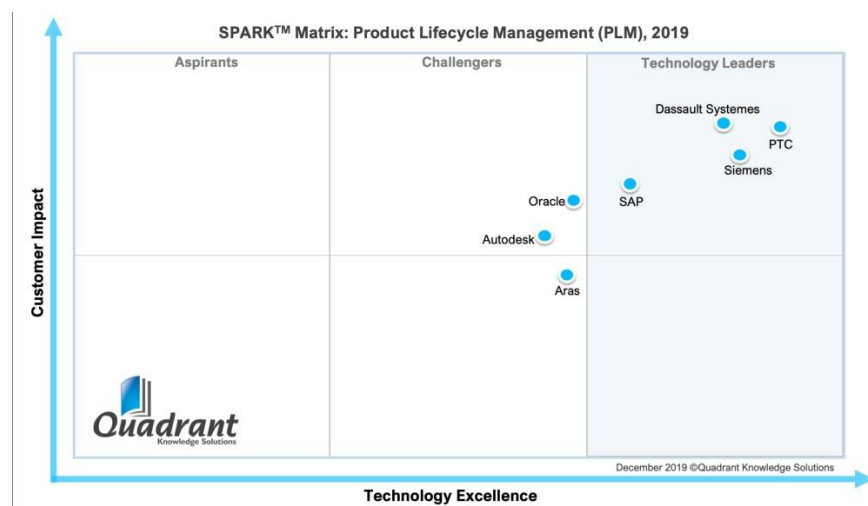 SPARK™ Matrix: Product Lifecycle Management (PLM), 2019
Aspirants
Challengers
Technology Leaders
Dassault Systemes
PTC
Siemens
SAP
Oracle
Autodesk
Aras
Customer Impact
Quadrant
Knowledge Solutions
December 2019 ©Quadrant Knowledge Solutions
Technology Excellence